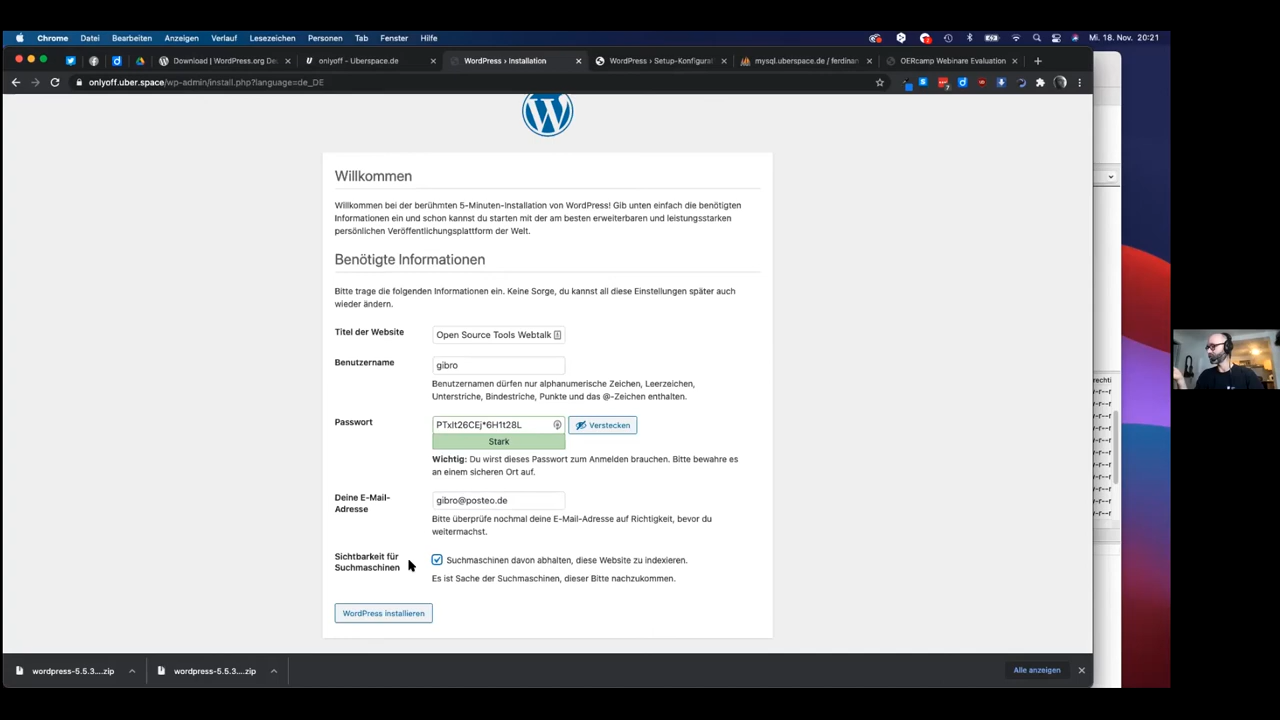 Chrome Datei Bearbeiten Anzeigen Verlauf Lesezeichen Personen Tab Fenster Hilfe Mi. 18. Nov. 20:21
Download | WordPress.org De
onlyoff – Uberspace.de
WordPress › Installation
WordPress › Setup-Konfigurat
mysql.uberspace.de / ferdinan
OERcamp Webinare Evaluation
onlyoff.uber.space/wp-admin/install.php?language=de_DE
Willkommen
Willkommen bei der berühmten 5-Minuten-Installation von WordPress! Gib unten einfach die benötigten
Informationen ein und schon kannst du starten mit der am besten erweiterbaren und leistungsstarken
persönlichen Veröffentlichungsplattform der Welt.
Benötigte Informationen
Bitte trage die folgenden Informationen ein. Keine Sorge, du kannst all diese Einstellungen später auch
wieder ändern.
Titel der Website Open Source Tools Webtalk
Benutzername gibro
Benutzernamen dürfen nur alphanumerische Zeichen, Leerzeichen,
Unterstriche, Bindestriche, Punkte und das @-Zeichen enthalten.
Passwort PTxIt26CEj*6H1t28L Verstecken
Stark
Wichtig: Du wirst dieses Passwort zum Anmelden brauchen. Bitte bewahre es
an einem sicheren Ort auf.
Deine E-Mail-
Adresse
gibro@posteo.de
Bitte überprüfe nochmal deine E-Mail-Adresse auf Richtigkeit, bevor du
weitermachst.
Sichtbarkeit für
Suchmaschinen
Suchmaschinen davon abhalten, diese Website zu indexieren.
Es ist Sache der Suchmaschinen, dieser Bitte nachzukommen.
WordPress installieren
wordpress-5.5.3....zip
wordpress-5.5.3....zip
Alle anzeigen